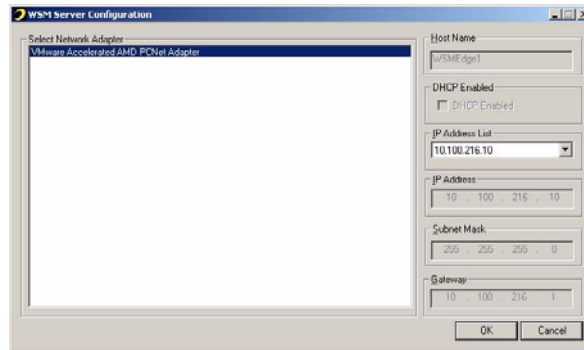 WSM Server Configuration
Select Network Adapter
VMware Accelerated AMD PCNet Adapter
Host Name
WSMEdgn1
DHCP Enabled
DHCP Enabled
IP Address List
10.100.216.10
IP Address
10 . 100 . 216 . 10
Subnet Mask
255 . 255 . 255 . 0
Gateway
10 . 100 . 216 . 1
OK Cancel